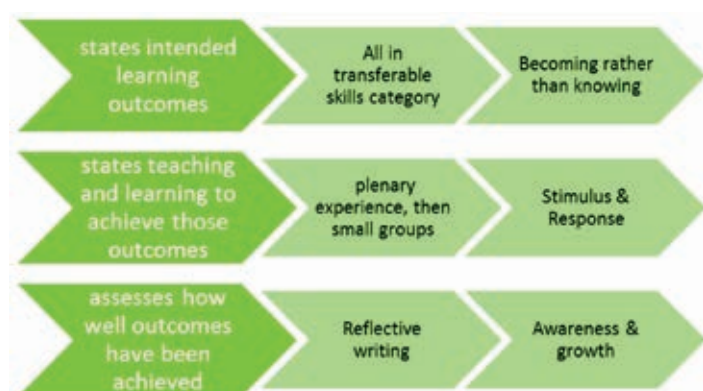 states intended
learning
outcomes
All in
transferable
skills category
Becoming rather
than knowing
states teaching
and learning to
achieve those
outcomes
plenary
experience, then
small groups
Stimulus &
Response
assesses how
well outcomes
have been
achieved
Reflective
writing
Awareness &
growth